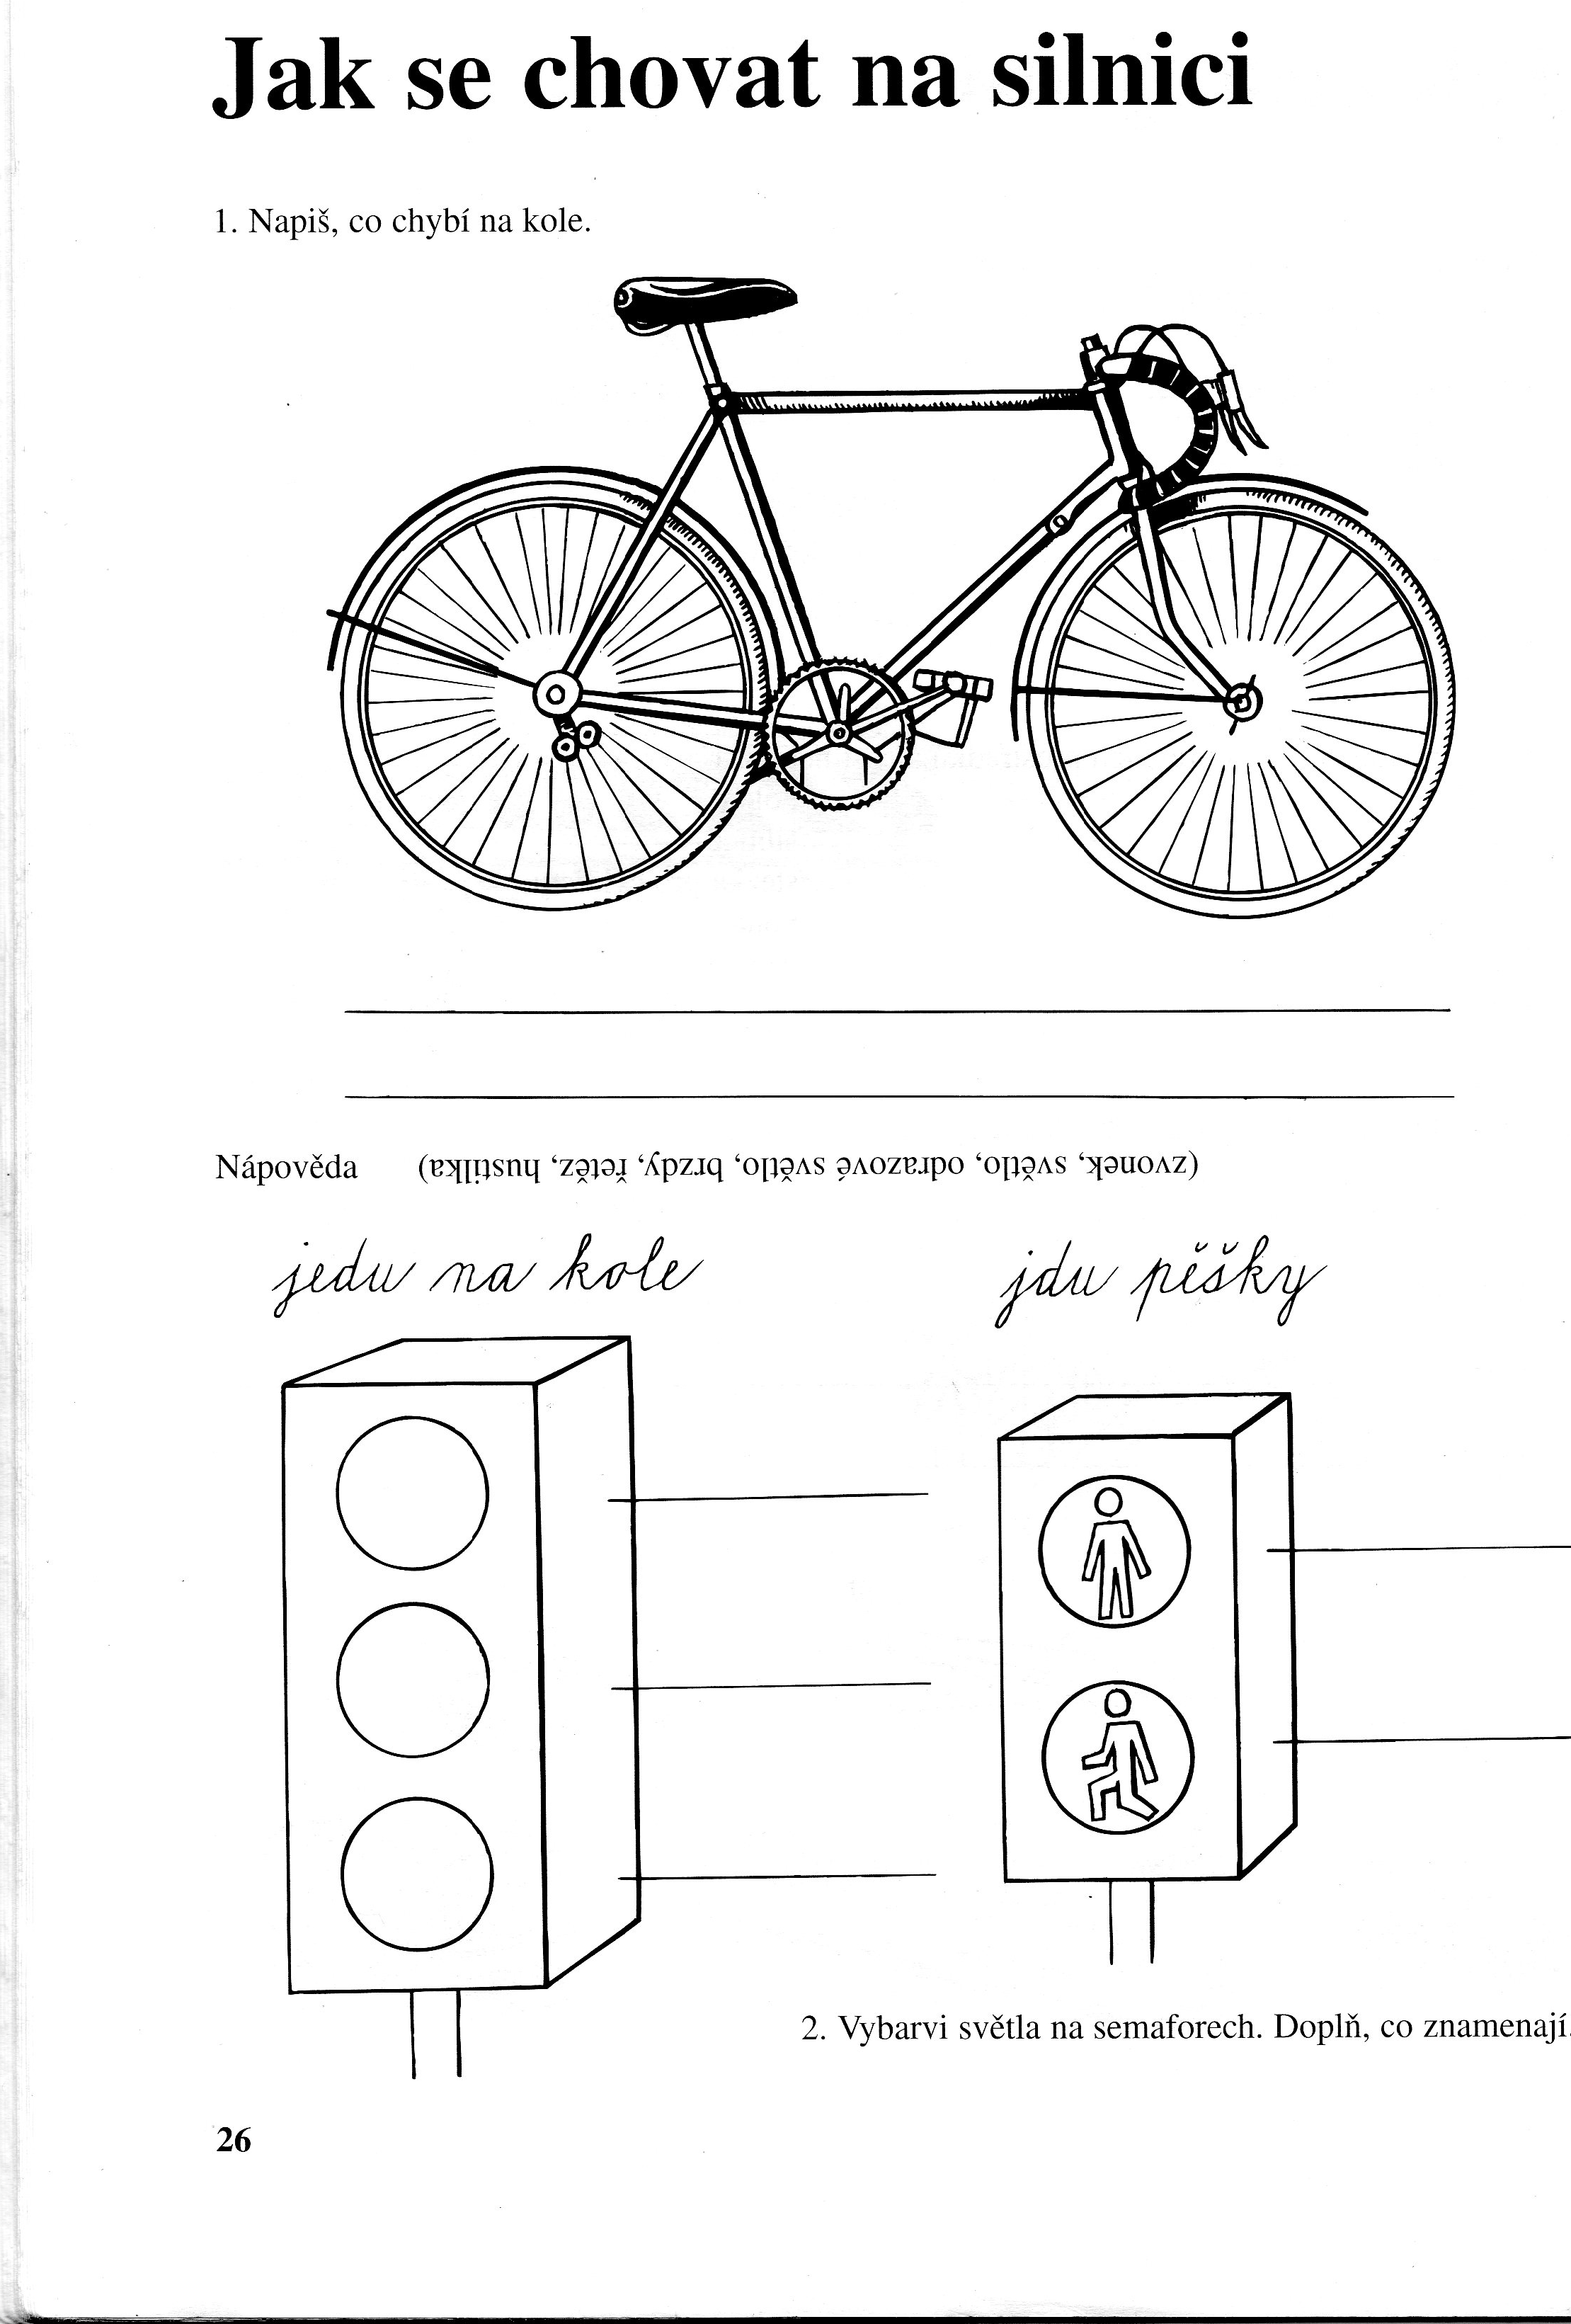 Jak se chovat na silnici
1. Napiš, co chybí na kole.
Nápověda (zvonek, světlo, odrazové světlo, brzdy, řetěz, hustilka)
jedu na kole
jdu pěšky
2. Vybarvi světla na semaforech. Doplň, co znamenají.
26